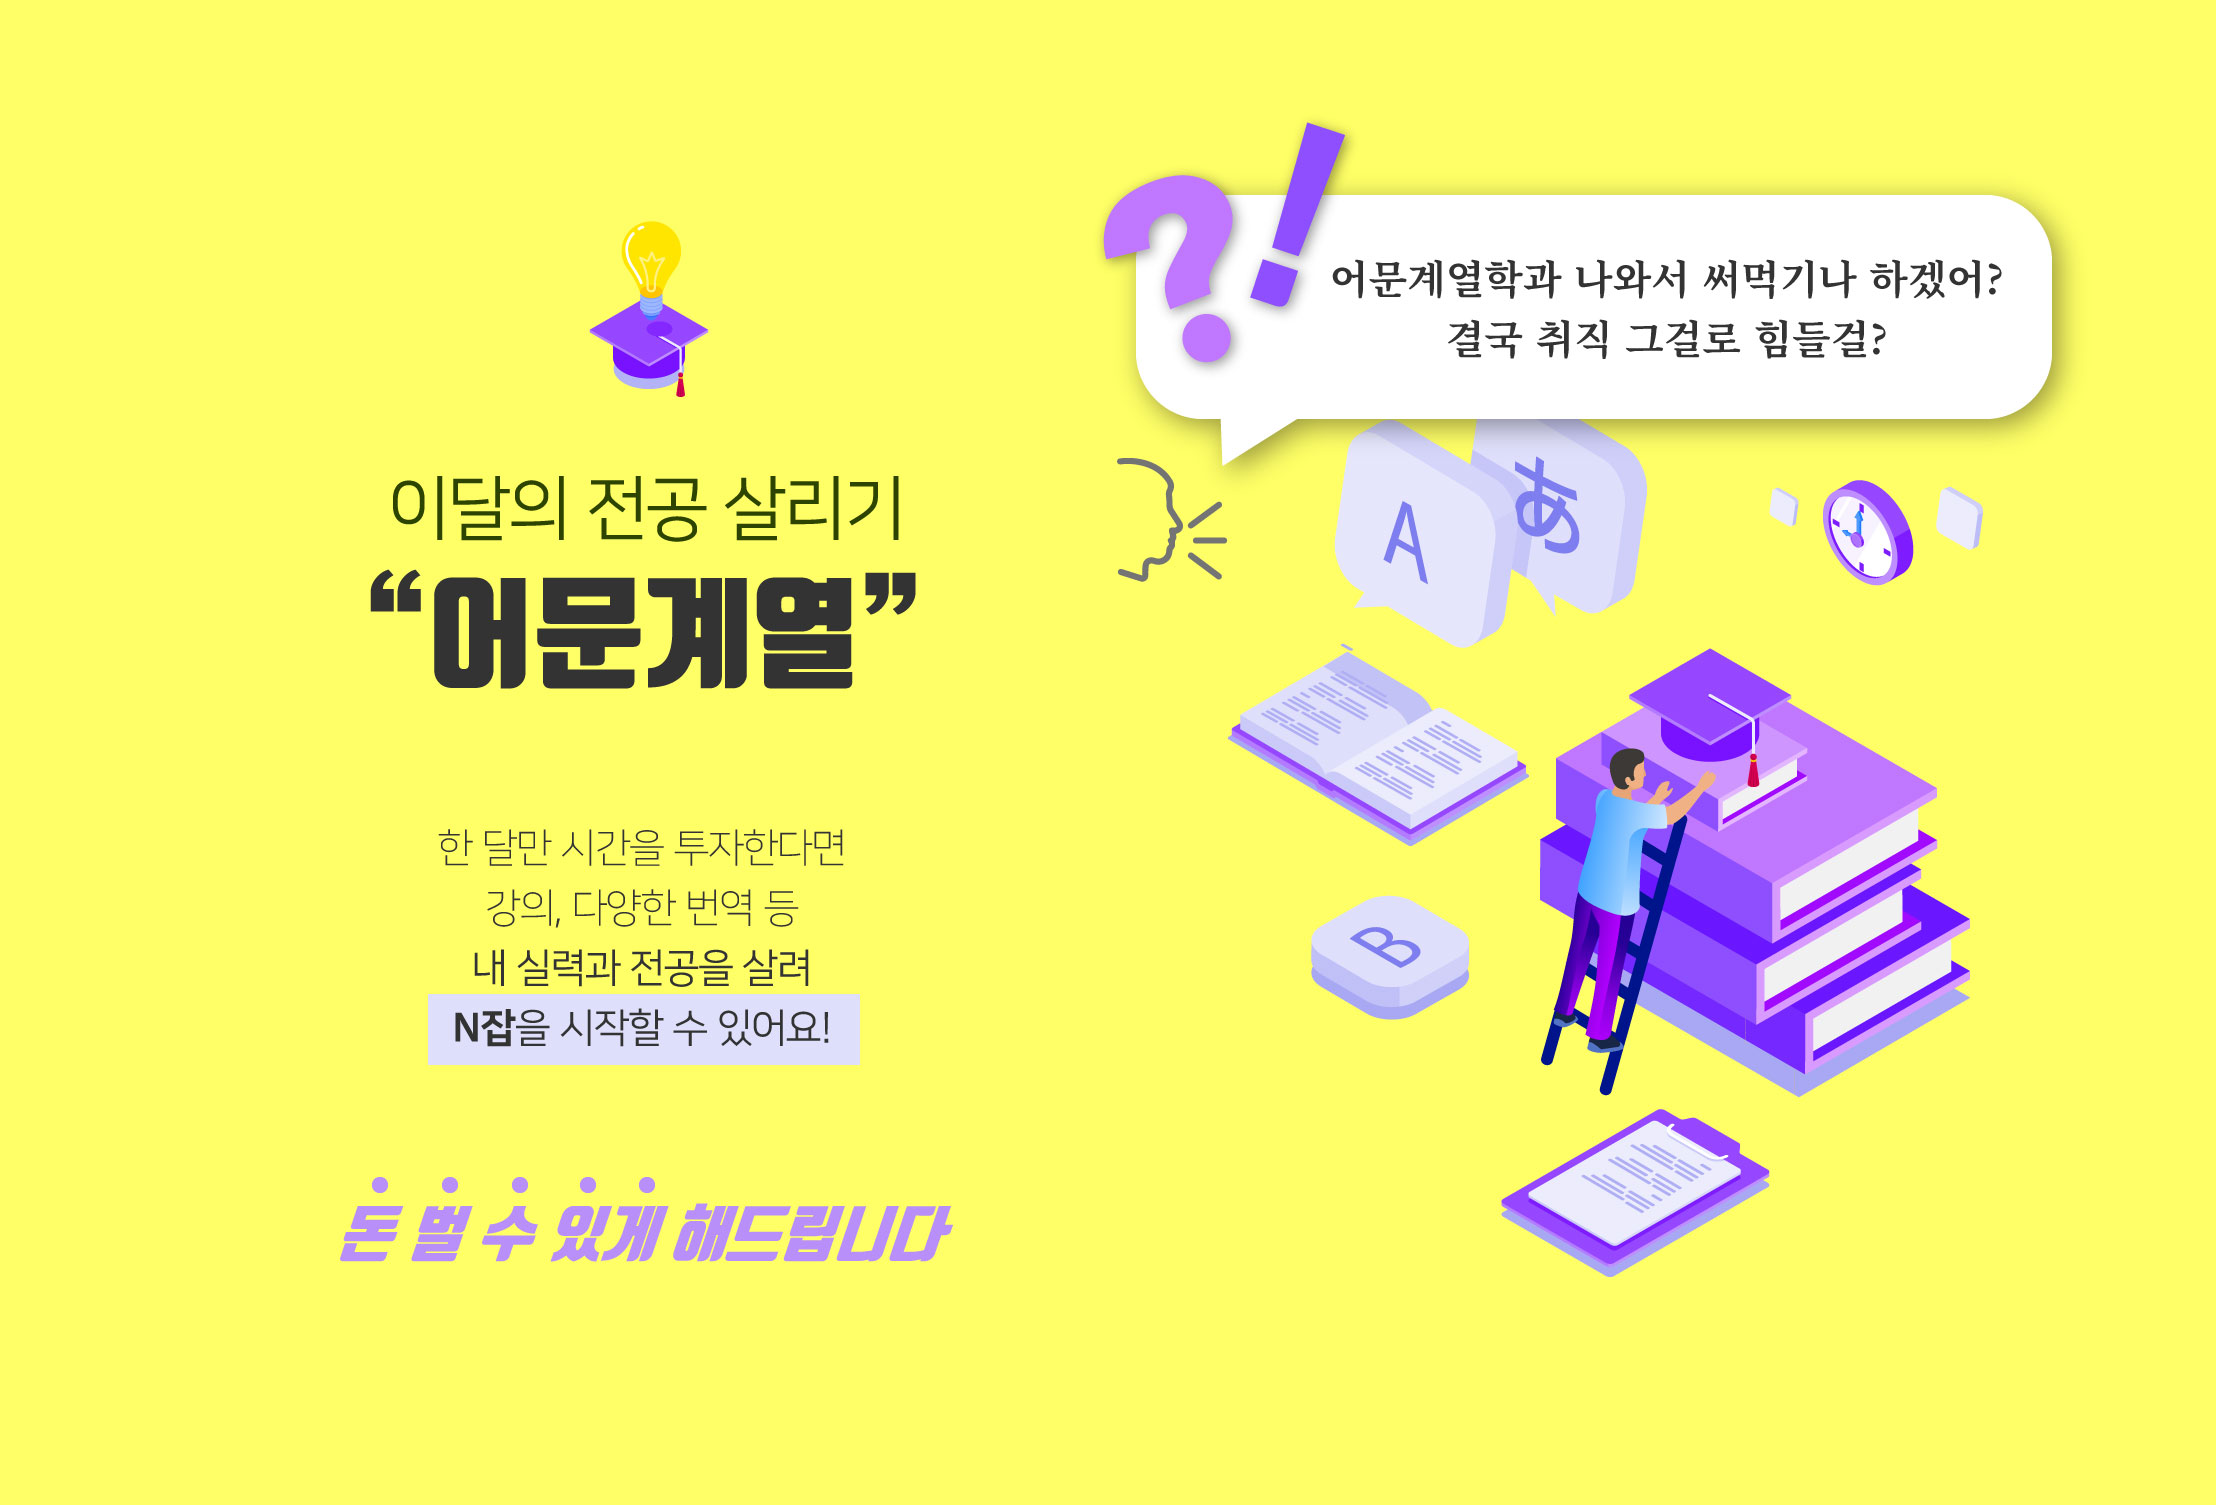 이달의 전공 살리기
“어문계열”
한 달만 시간을 투자한다면
강의, 다양한 번역 등
내 실력과 전공을 살려
N잡을 시작할 수 있어요!
돈 벌 수 있게 해드립니다
?!
어문계열학과 나와서 써먹기나 하겠어?
결국 취직 그걸로 힘들걸?
A
あ
B